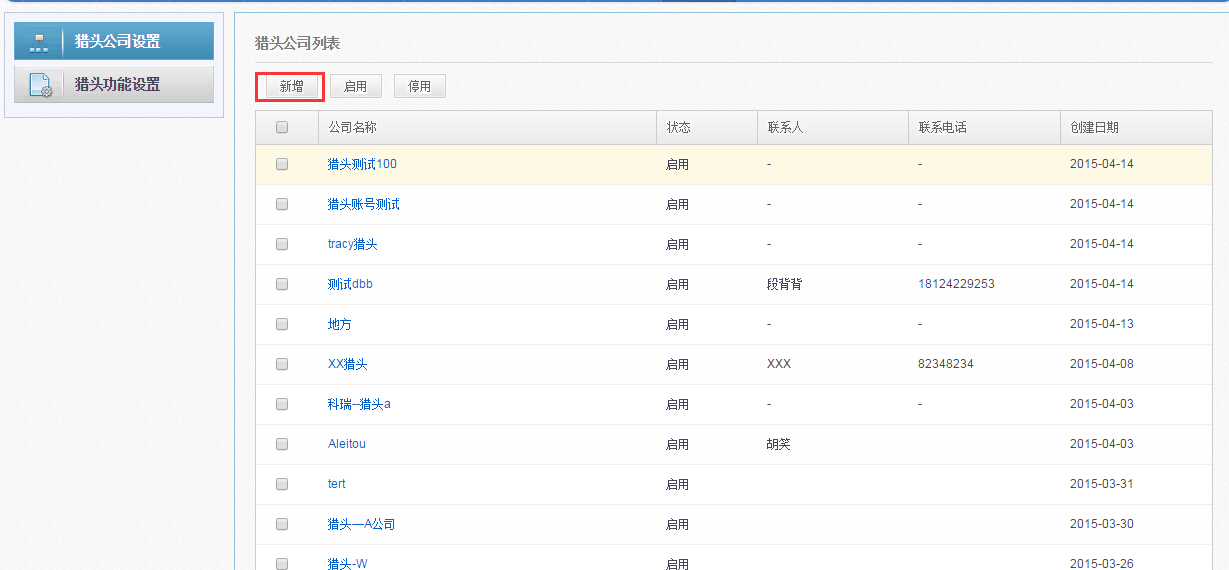 猎头公司设置
猎头功能设置
猎头公司列表
新增 启用 停用
公司名称 状态 联系人 联系电话 创建日期
猎头测试100 启用 - - 2015-04-14
猎头账号测试 启用 - - 2015-04-14
tracy猎头 启用 - - 2015-04-14
测试dbb 启用 段背背 18124229253 2015-04-14
地方 启用 - - 2015-04-13
XX猎头 启用 XXX 82348234 2015-04-08
科瑞--猎头a 启用 - - 2015-04-03
Aleitou 启用 胡笑 2015-04-03
tert 启用 2015-03-31
猎头—A公司 启用 2015-03-30
猎头-W 启用 2015-03-26